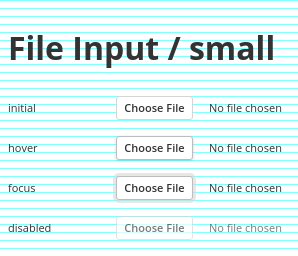 File Input / small
initial Choose File No file chosen
hover Choose File No file chosen
focus Choose File No file chosen
disabled Choose File No file chosen